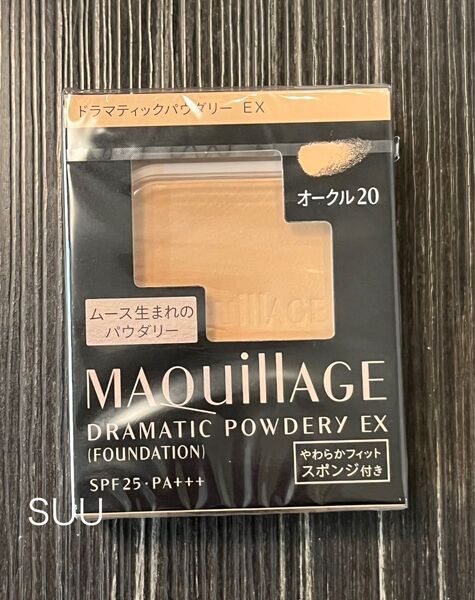 ドラマティックパウダリー EX
オークル20
uillAGE
ムース生まれの
パウダリー
MAQuillAGE
DRAMATIC POWDERY EX
(FOUNDATION)
やわらかフィット
スポンジ付き
SPF25・PA+++
SUU